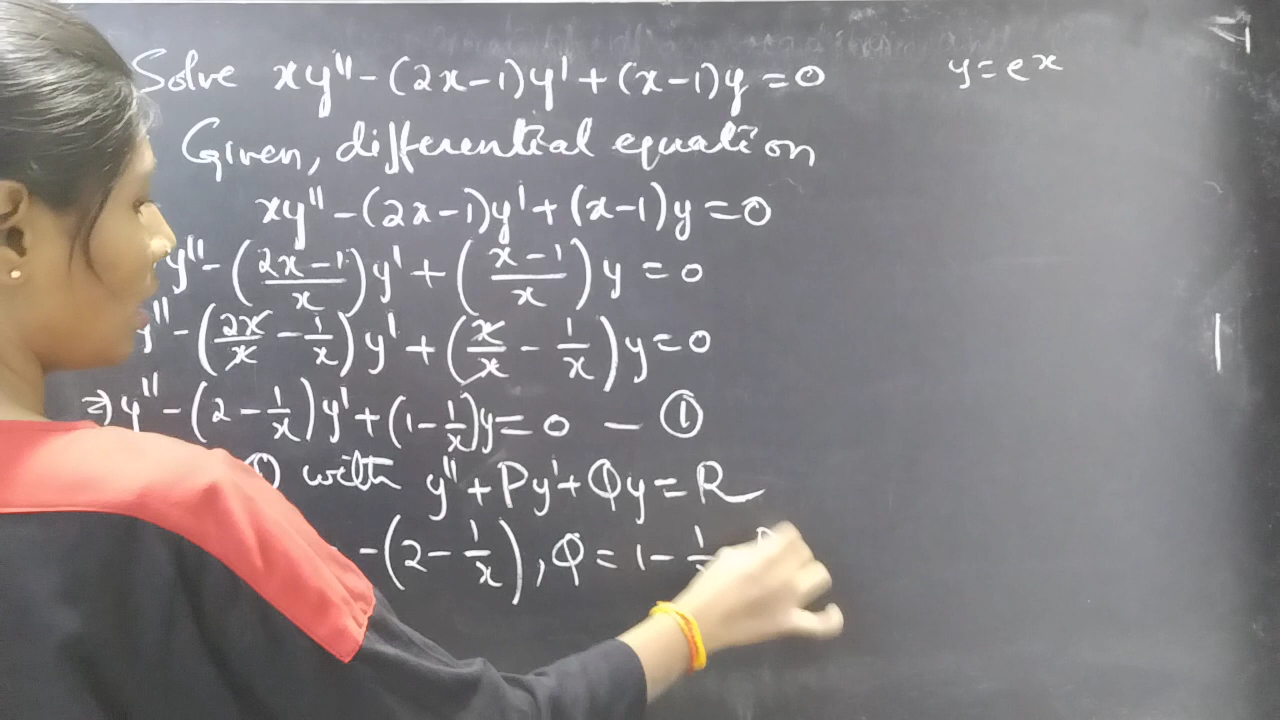 Solve xy'' - (2x-1)y' + (x-1)y = 0
y = e^x
Given, differential equation
xy'' - (2x-1)y' + (x-1)y = 0
y'' - ((2x-1)/x)y' + ((x-1)/x)y = 0
y'' - (2x/x - 1/x)y' + (x/x - 1/x)y = 0
⇒ y'' - (2 - 1/x)y' + (1 - 1/x)y = 0 — ①
① with y'' + Py' + Qy = R
-(2 - 1/x), Q = 1 - 1/x